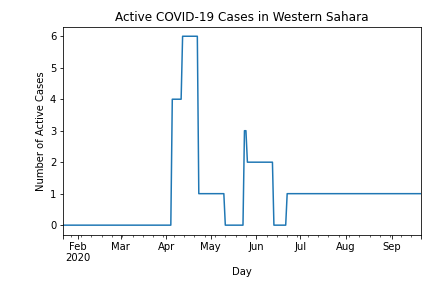 Active COVID-19 Cases in Western Sahara
Number of Active Cases
6
5
4
3
2
1
0
Feb Mar Apr May Jun Jul Aug Sep
2020
Day